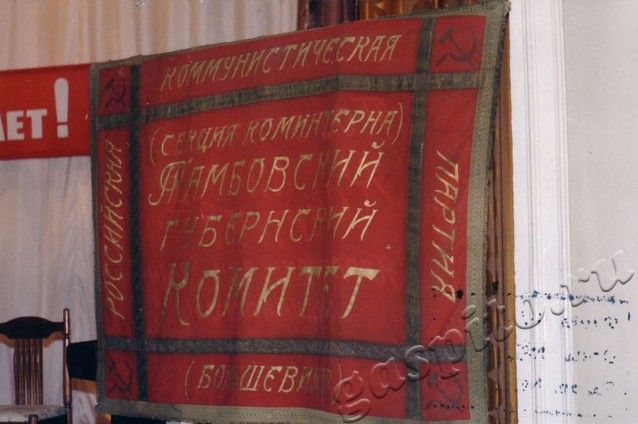 ЛЕТ!
КОММУНИСТИЧЕСКАЯ
РОССИЙСКАЯ
(СЕКЦИЯ КОМИНТЕРНА)
ТАМБОВСКИЙ
ГУБЕРНСКИЙ
КОМИТЕТ
ПАРТИЯ
(БОЛЬШЕВИКОВ)
gaspito.ru